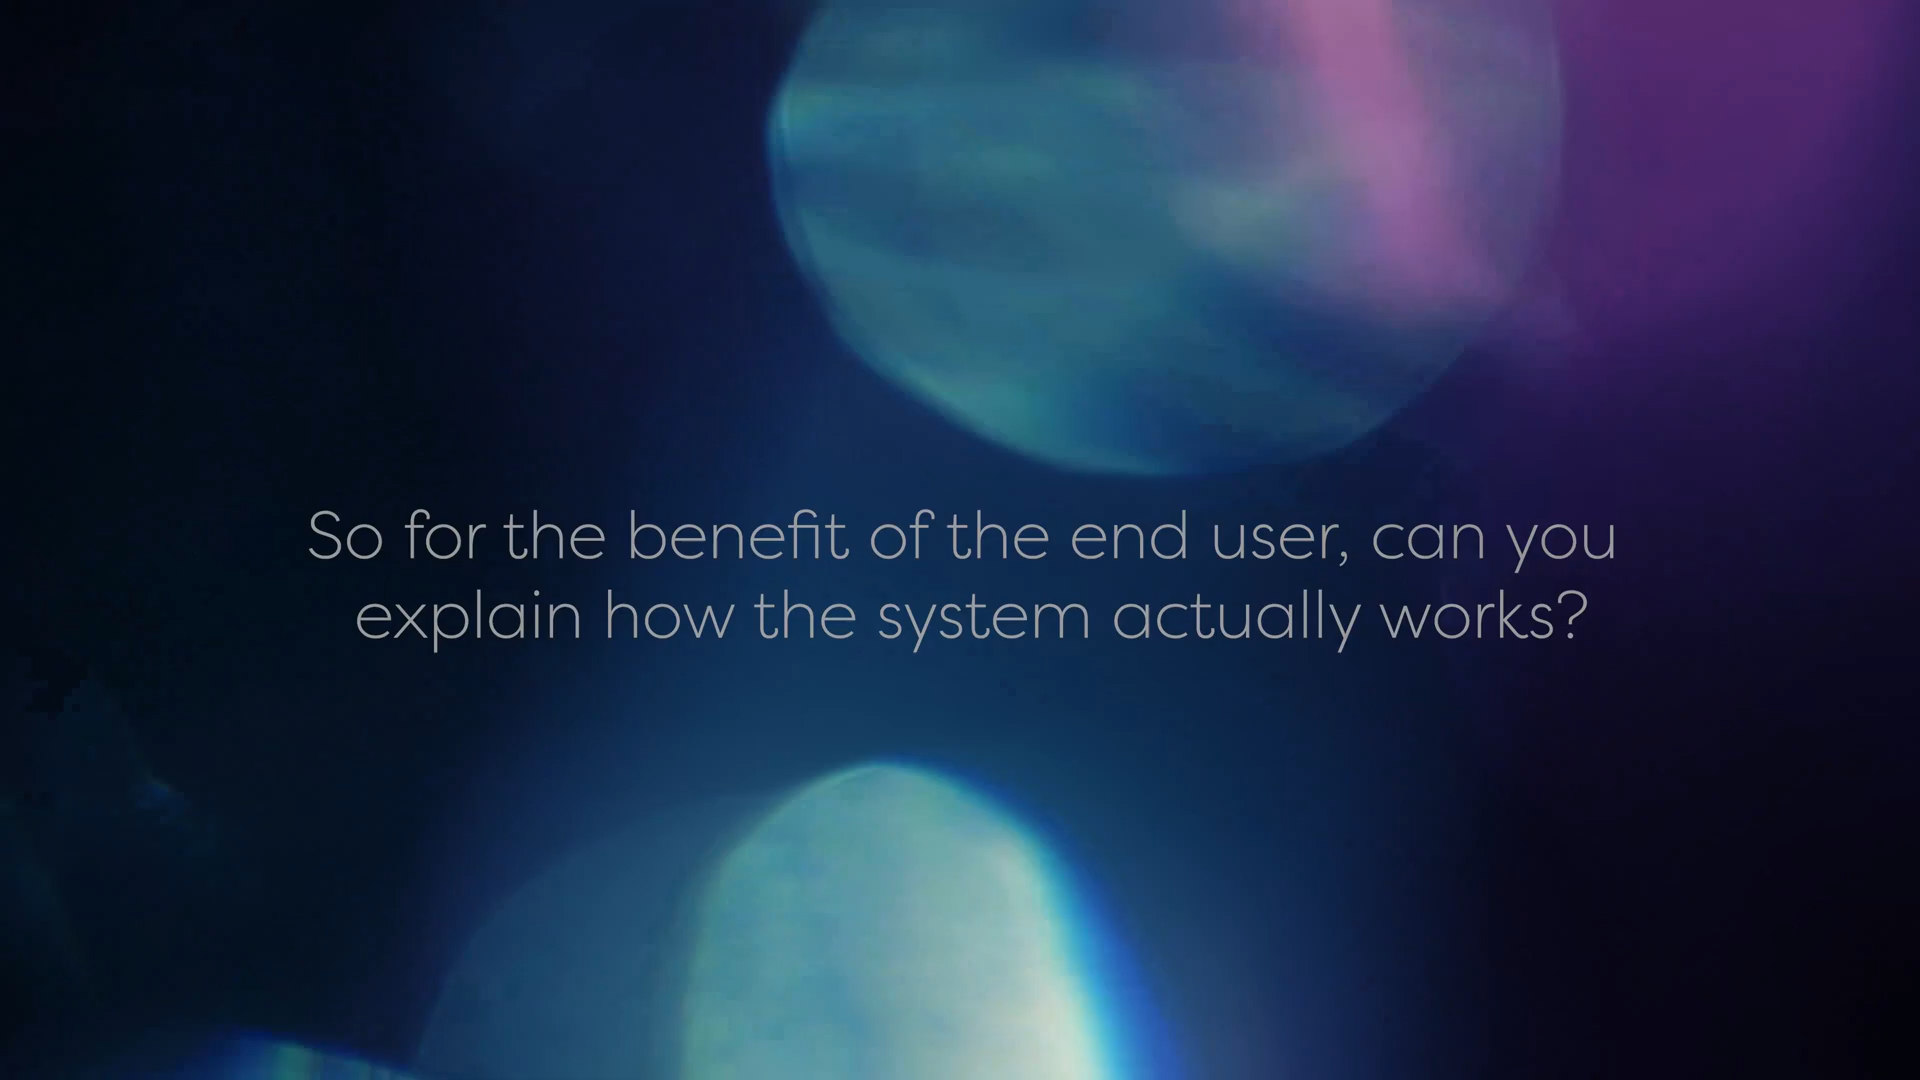 So for the benefit of the end user, can you
explain how the system actually works?